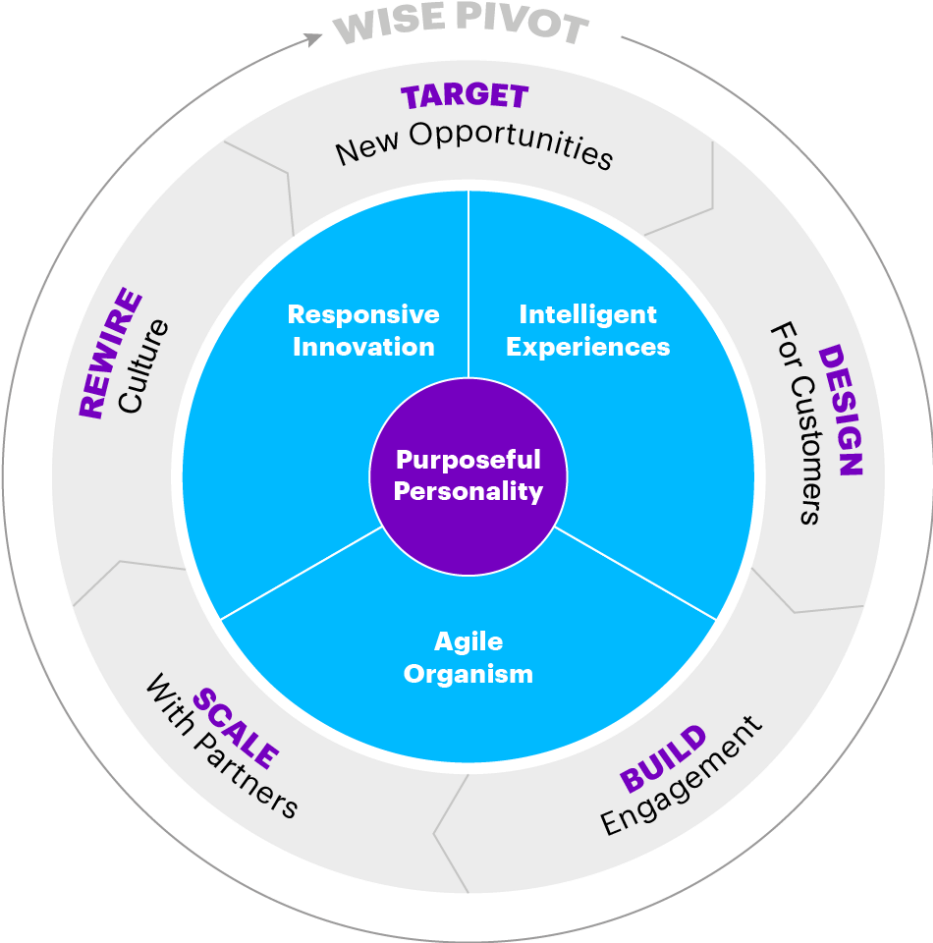 WISE PIVOT
TARGET
New Opportunities
DESIGN
For Customers
BUILD
Engagement
SCALE
With Partners
REWIRE
Culture
Responsive
Innovation
Intelligent
Experiences
Purposeful
Personality
Agile
Organism